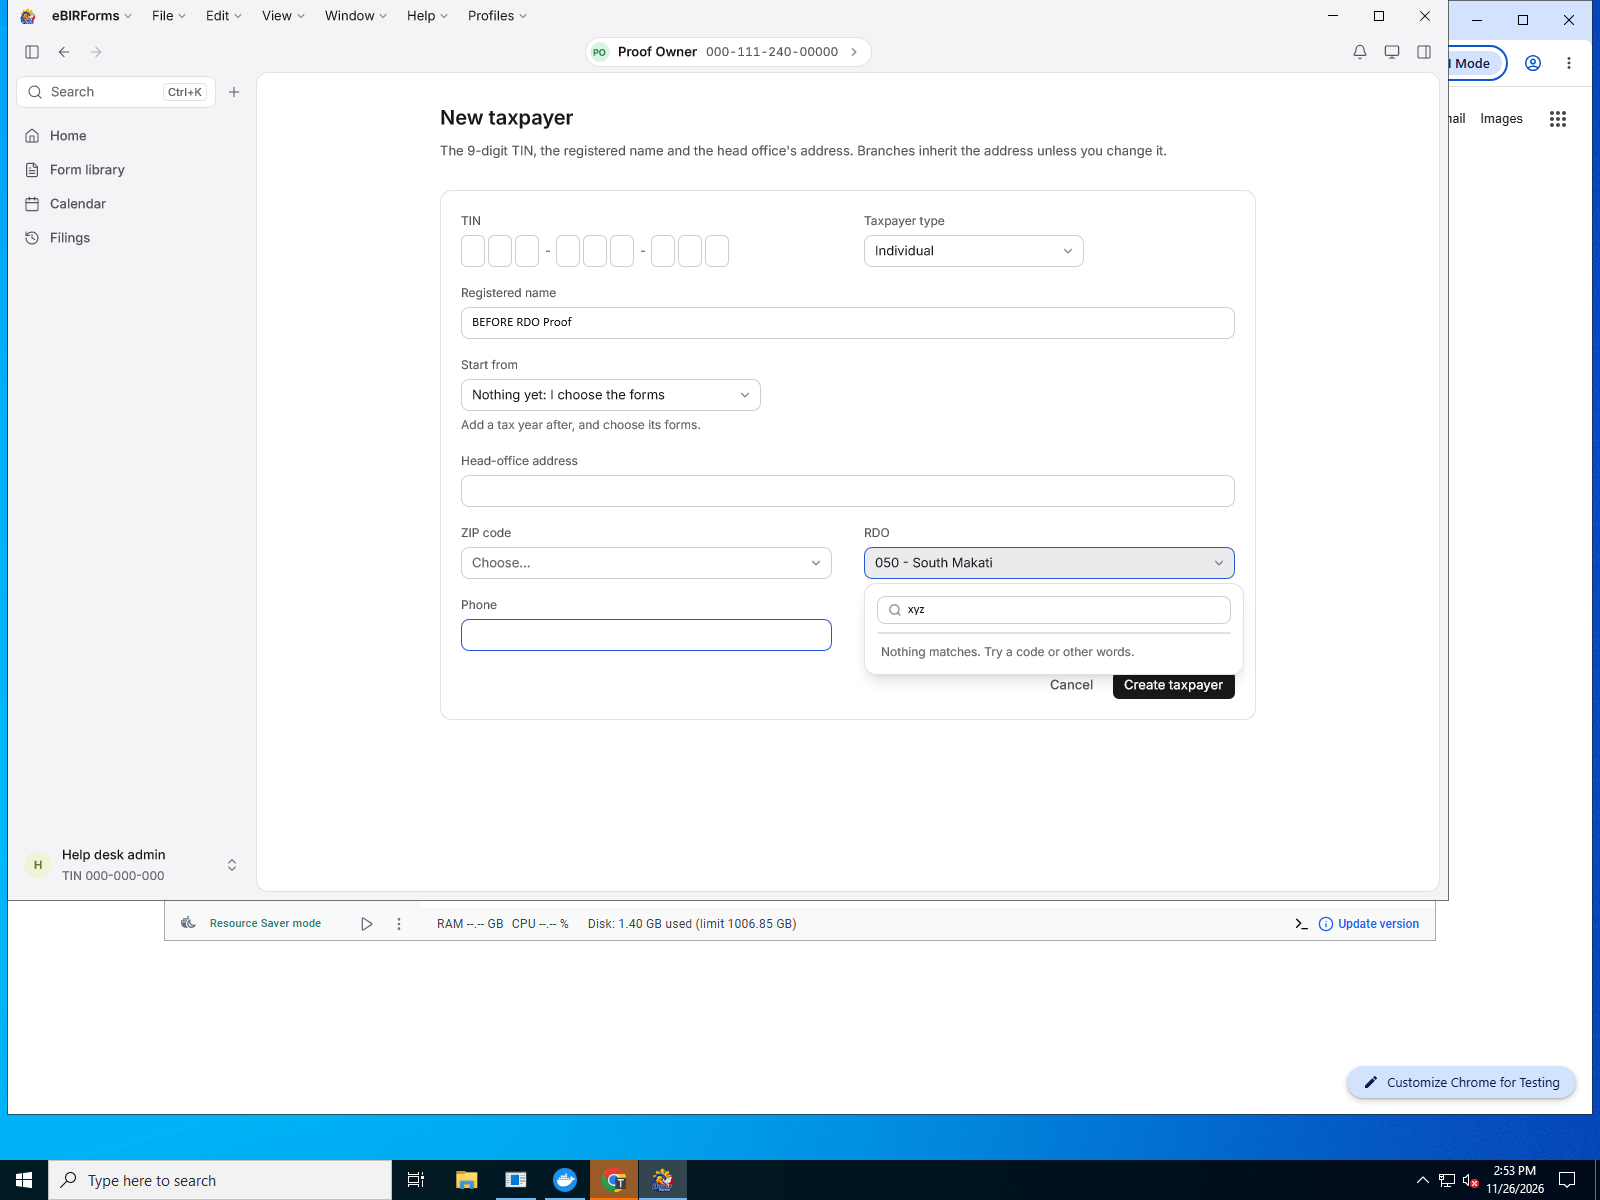 eBIRForms File Edit View Window Help Profiles
Proof Owner 000-111-240-00000
PO
Search Ctrl+K
Home
Form library
Calendar
Filings
New taxpayer
The 9-digit TIN, the registered name and the head office's address. Branches inherit the address unless you change it.
TIN
- -
Taxpayer type
Individual
Registered name
BEFORE RDO Proof
Start from
Nothing yet: I choose the forms
Add a tax year after, and choose its forms.
Head-office address
ZIP code
Choose...
RDO
050 - South Makati
xyz
Nothing matches. Try a code or other words.
Phone
Cancel
Create taxpayer
H
Help desk admin
TIN 000-000-000
Mode
Images
Resource Saver mode
RAM --.-- GB CPU --.-- % Disk: 1.40 GB used (limit 1006.85 GB)
Update version
Customize Chrome for Testing
Type here to search
2:53 PM
11/26/2026